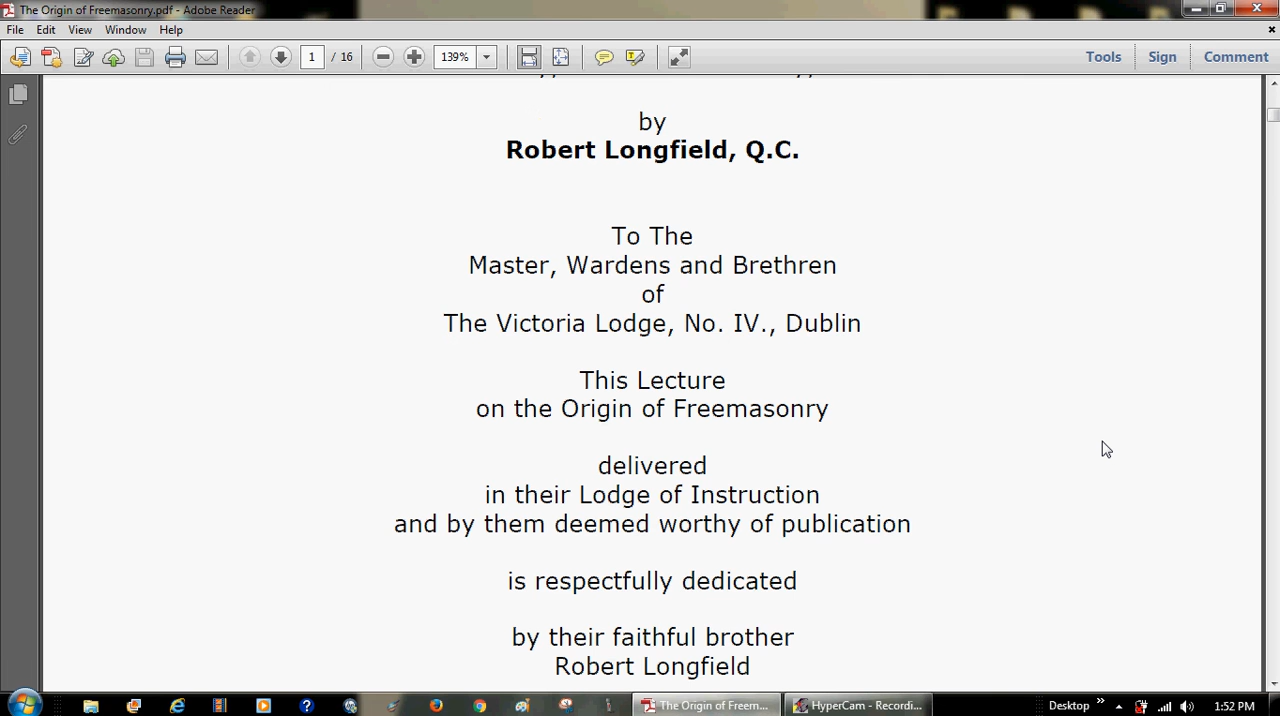 The Origin of Freemasonry.pdf - Adobe Reader
File Edit View Window Help
1 / 16 139% Tools Sign Comment
by
Robert Longfield, Q.C.
To The
Master, Wardens and Brethren
of
The Victoria Lodge, No. IV., Dublin
This Lecture
on the Origin of Freemasonry
delivered
in their Lodge of Instruction
and by them deemed worthy of publication
is respectfully dedicated
by their faithful brother
Robert Longfield
The Origin of Freem... HyperCam - Recordi... Desktop » 1:52 PM